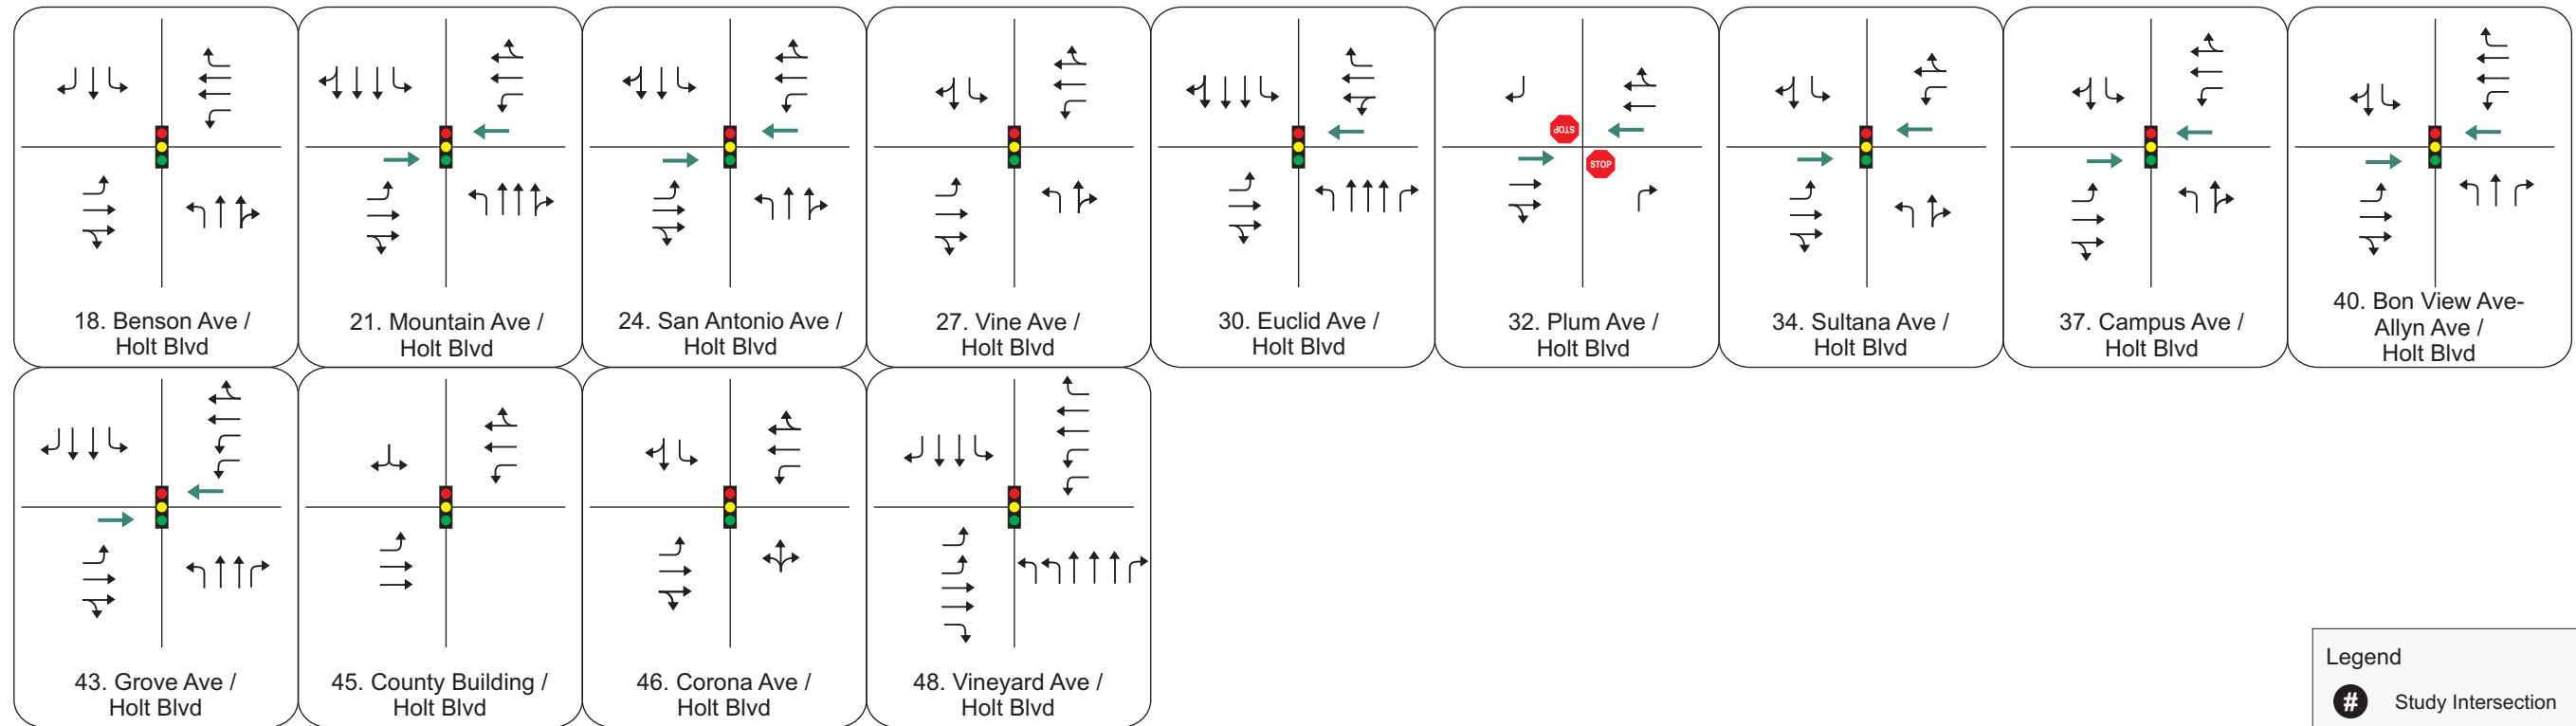 STOP
STOP
18. Benson Ave /
Holt Blvd
21. Mountain Ave /
Holt Blvd
24. San Antonio Ave /
Holt Blvd
27. Vine Ave /
Holt Blvd
30. Euclid Ave /
Holt Blvd
32. Plum Ave /
Holt Blvd
34. Sultana Ave /
Holt Blvd
37. Campus Ave /
Holt Blvd
40. Bon View Ave-
Allyn Ave /
Holt Blvd
43. Grove Ave /
Holt Blvd
45. County Building /
Holt Blvd
46. Corona Ave /
Holt Blvd
48. Vineyard Ave /
Holt Blvd
Legend
# Study Intersection